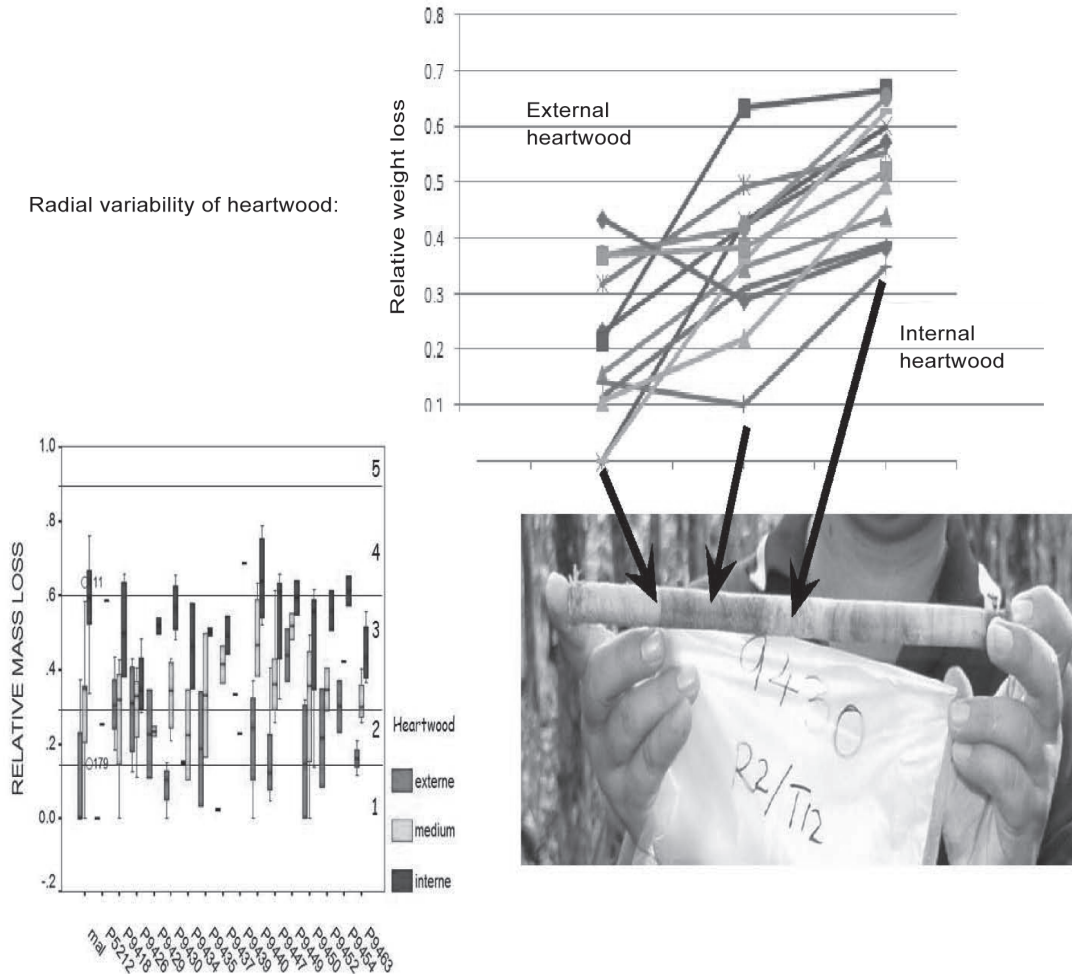 0.8
0.7
0.6
0.5
0.4
0.3
0.2
0.1
Relative weight loss
External
heartwood
Internal
heartwood
Radial variability of heartwood:
1.0
.8
.6
.4
.2
0.0
-.2
RELATIVE MASS LOSS
5
4
3
2
1
11
179
Heartwood
externe
medium
interne
mal
P5212
P9418
P9426
P9429
P9430
P9434
P9435
P9437
P9439
P9440
P9447
P9449
P9450
P9452
P9454
P9463
9430
R2/T12